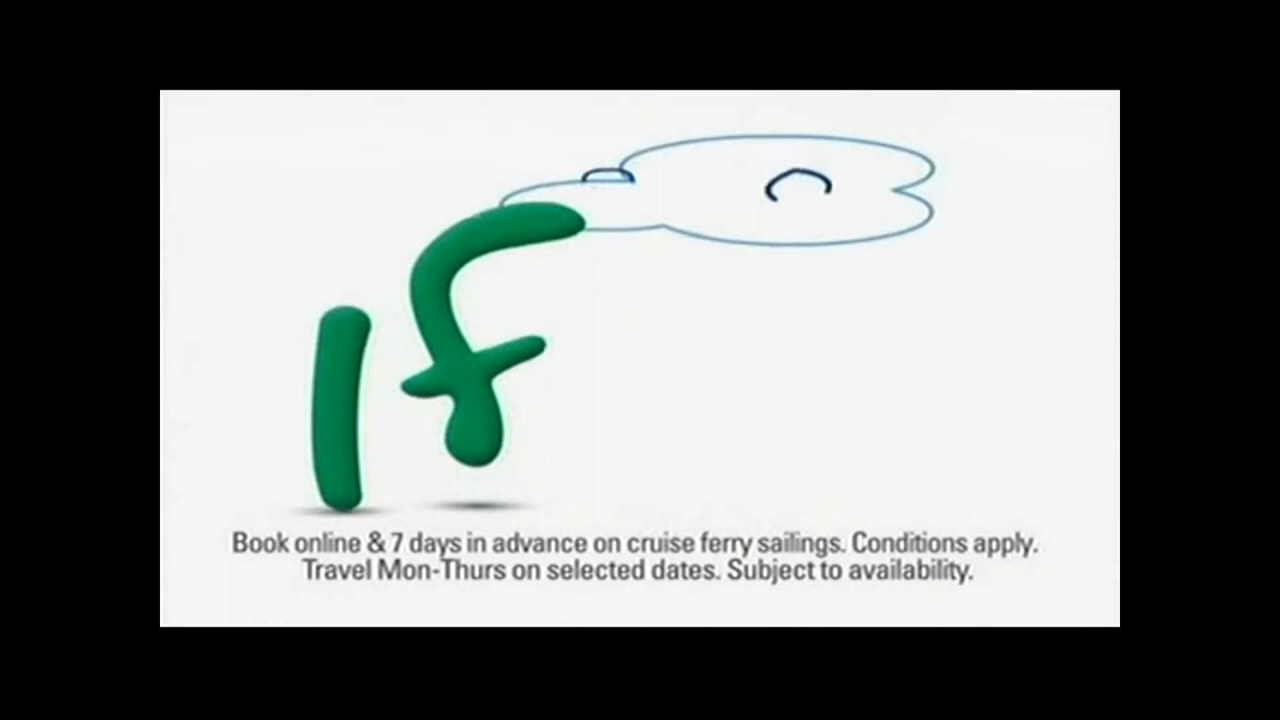 If
Book online & 7 days in advance on cruise ferry sailings. Conditions apply.
Travel Mon-Thurs on selected dates. Subject to availability.